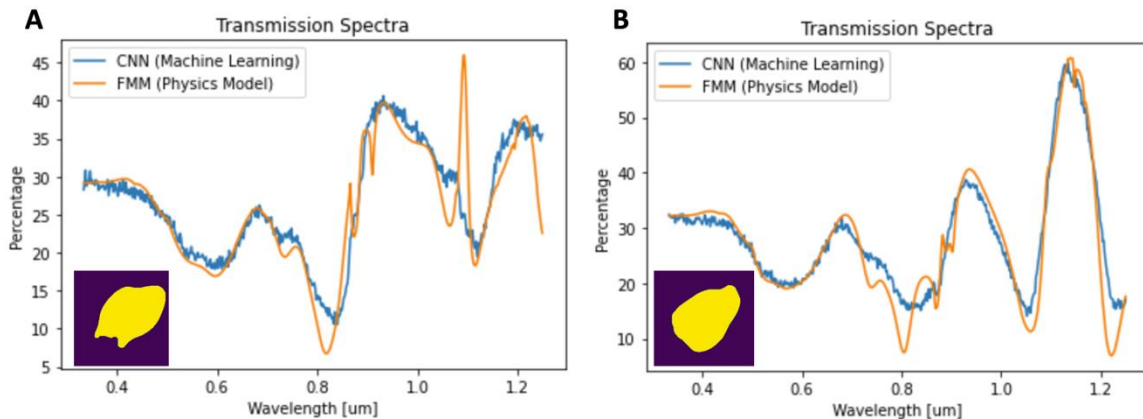 A
Transmission Spectra
CNN (Machine Learning)
FMM (Physics Model)
Percentage
45
40
35
30
25
20
15
10
5
0.4 0.6 0.8 1.0 1.2
Wavelength [um]
B
Transmission Spectra
CNN (Machine Learning)
FMM (Physics Model)
Percentage
60
50
40
30
20
10
0.4 0.6 0.8 1.0 1.2
Wavelength [um]